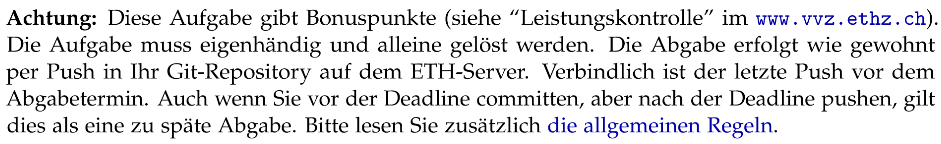 Achtung: Diese Aufgabe gibt Bonuspunkte (siehe “Leistungskontrolle” im www.vvz.ethz.ch).
Die Aufgabe muss eigenhändig und alleine gelöst werden. Die Abgabe erfolgt wie gewohnt
per Push in Ihr Git-Repository auf dem ETH-Server. Verbindlich ist der letzte Push vor dem
Abgabetermin. Auch wenn Sie vor der Deadline committen, aber nach der Deadline pushen, gilt
dies als eine zu späte Abgabe. Bitte lesen Sie zusätzlich die allgemeinen Regeln.